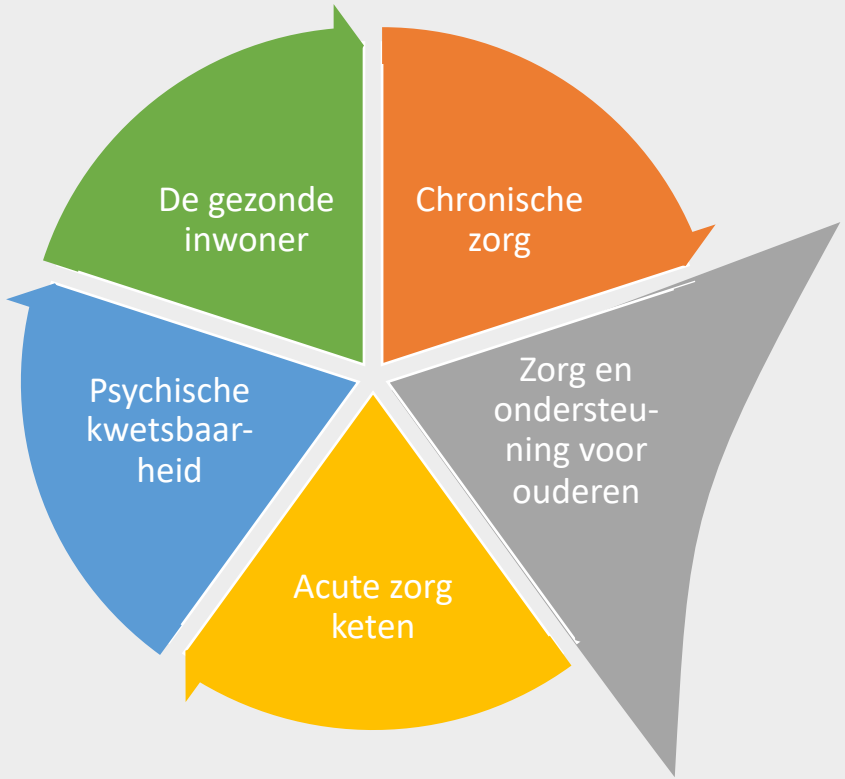 De gezonde
inwoner
Chronische
zorg
Zorg en
ondersteu-
ning voor
ouderen
Acute zorg
keten
Psychische
kwetsbaar-
heid